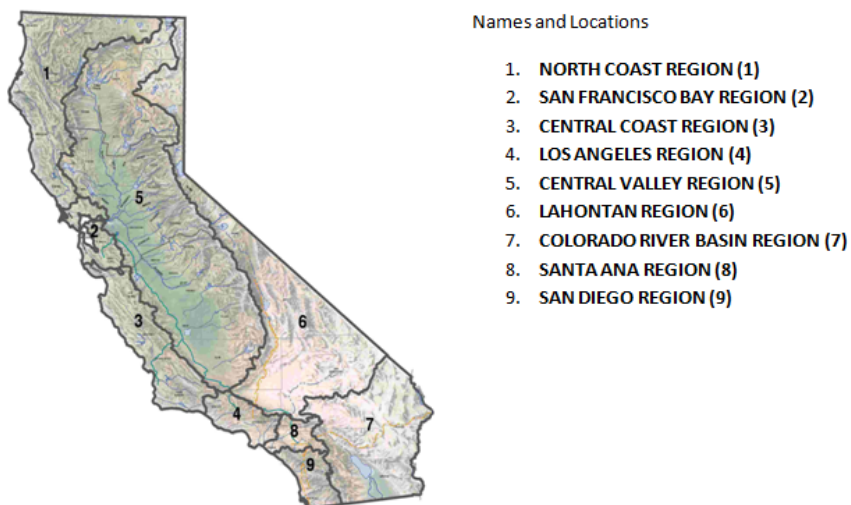 Names and Locations
1. NORTH COAST REGION (1)
2. SAN FRANCISCO BAY REGION (2)
3. CENTRAL COAST REGION (3)
4. LOS ANGELES REGION (4)
5. CENTRAL VALLEY REGION (5)
6. LAHONTAN REGION (6)
7. COLORADO RIVER BASIN REGION (7)
8. SANTA ANA REGION (8)
9. SAN DIEGO REGION (9)
1
5
2
3
6
4
7
8
9